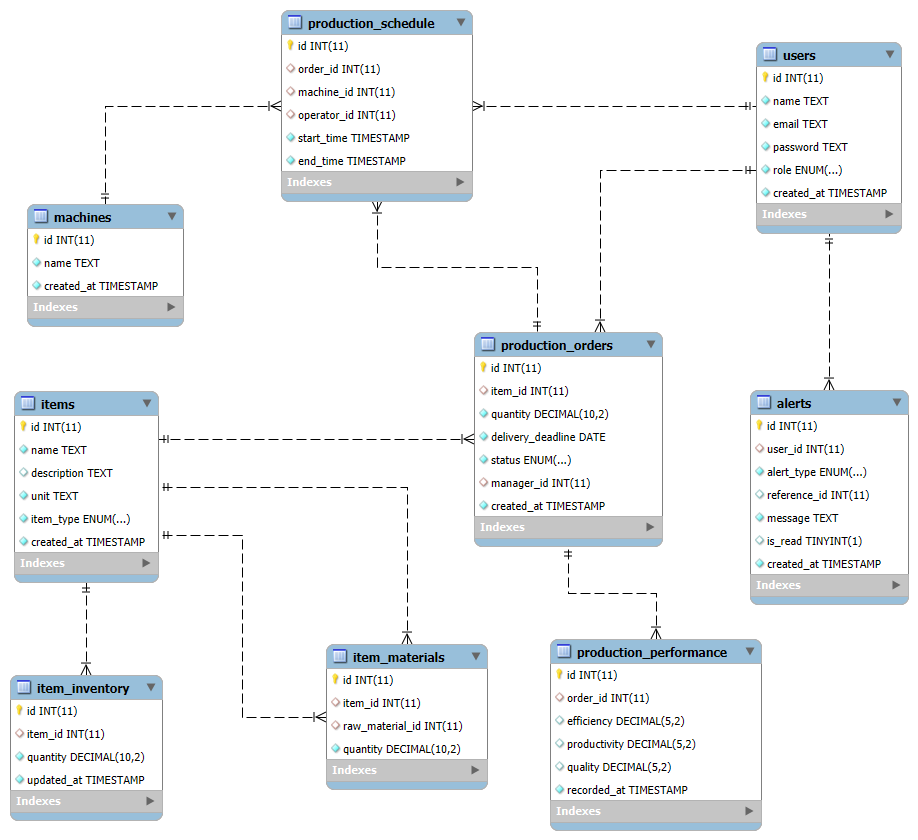 production_schedule
id INT(11)
order_id INT(11)
machine_id INT(11)
operator_id INT(11)
start_time TIMESTAMP
end_time TIMESTAMP
Indexes
users
id INT(11)
name TEXT
email TEXT
password TEXT
role ENUM(...)
created_at TIMESTAMP
Indexes
machines
id INT(11)
name TEXT
created_at TIMESTAMP
Indexes
production_orders
id INT(11)
item_id INT(11)
quantity DECIMAL(10,2)
delivery_deadline DATE
status ENUM(...)
manager_id INT(11)
created_at TIMESTAMP
Indexes
items
id INT(11)
name TEXT
description TEXT
unit TEXT
item_type ENUM(...)
created_at TIMESTAMP
Indexes
alerts
id INT(11)
user_id INT(11)
alert_type ENUM(...)
reference_id INT(11)
message TEXT
is_read TINYINT(1)
created_at TIMESTAMP
Indexes
item_inventory
id INT(11)
item_id INT(11)
quantity DECIMAL(10,2)
updated_at TIMESTAMP
Indexes
item_materials
id INT(11)
item_id INT(11)
raw_material_id INT(11)
quantity DECIMAL(10,2)
Indexes
production_performance
id INT(11)
order_id INT(11)
efficiency DECIMAL(5,2)
productivity DECIMAL(5,2)
quality DECIMAL(5,2)
recorded_at TIMESTAMP
Indexes